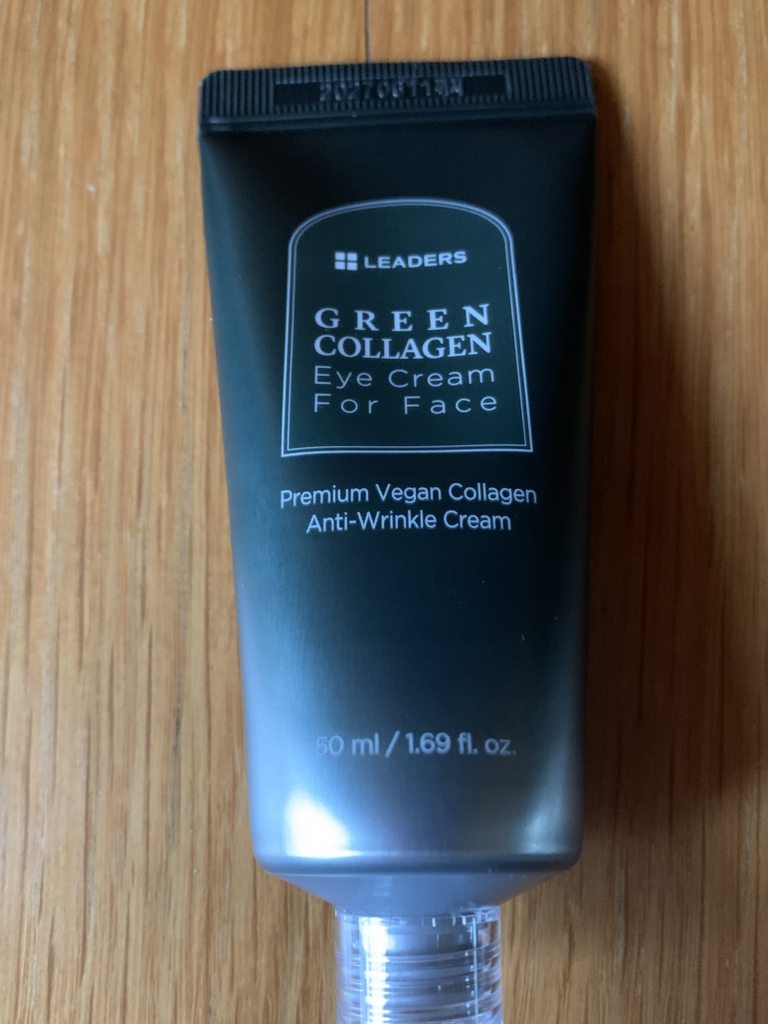 LEADERS
GREEN
COLLAGEN
Eye Cream
For Face
Premium Vegan Collagen
Anti-Wrinkle Cream
50 ml / 1.69 fl. oz.